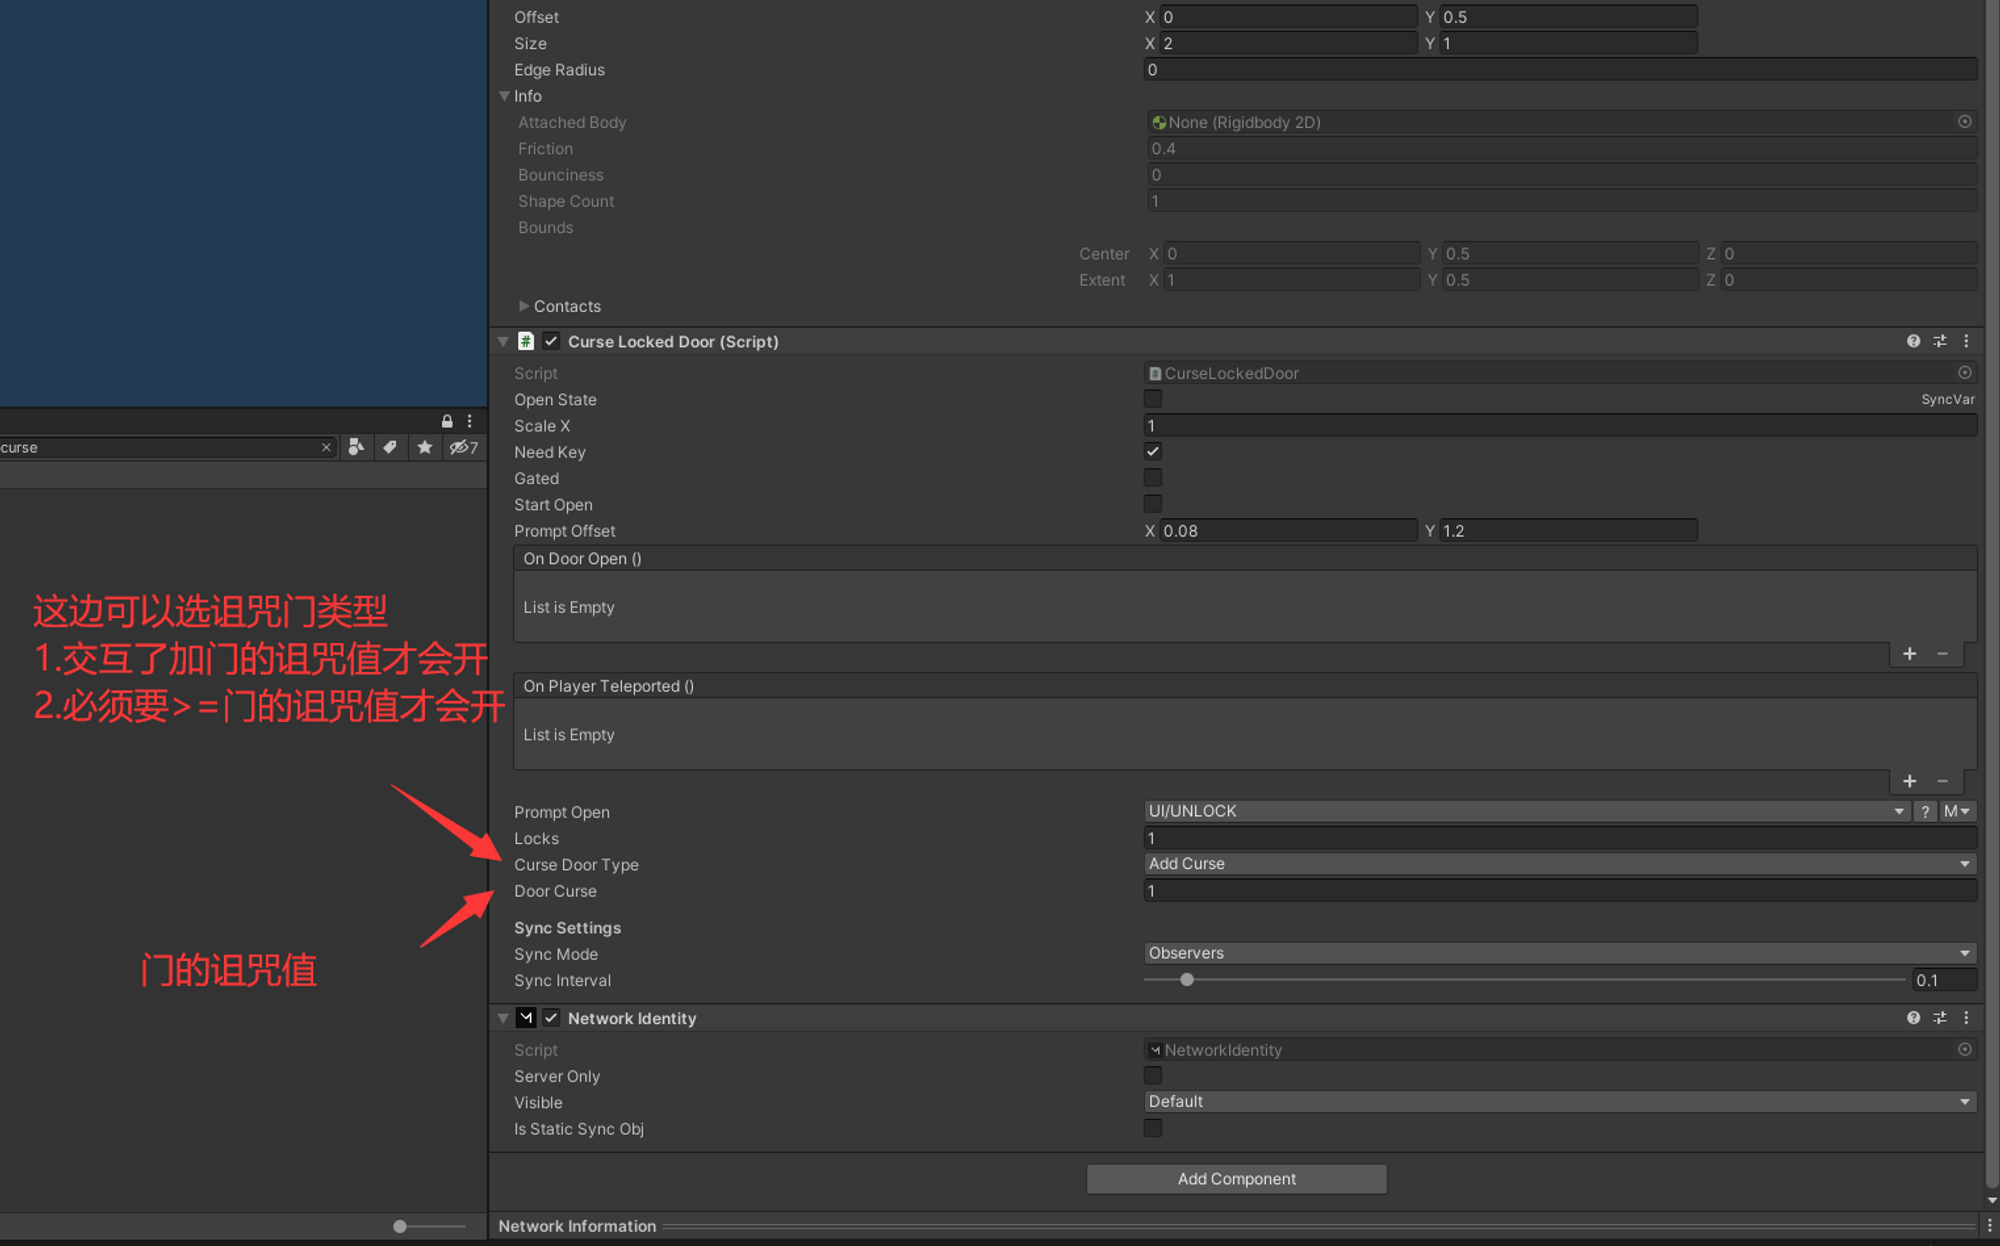 Offset X 0 Y 0.5
Size X 2 Y 1
Edge Radius 0
Info
Attached Body None (Rigidbody 2D)
Friction 0.4
Bounciness 0
Shape Count 1
Bounds
Center X 0 Y 0.5 Z 0
Extent X 1 Y 0.5 Z 0
Contacts
# Curse Locked Door (Script)
Script CurseLockedDoor
Open State SyncVar
Scale X 1
curse 7
Need Key
Gated
Start Open
Prompt Offset X 0.08 Y 1.2
On Door Open ()
List is Empty
这边可以选诅咒门类型
1.交互了加门的诅咒值才会开
2.必须要>=门的诅咒值才会开
+ −
On Player Teleported ()
List is Empty
+ −
Prompt Open UI/UNLOCK ? M
Locks 1
Curse Door Type Add Curse
Door Curse 1
门的诅咒值
Sync Settings
Sync Mode Observers
Sync Interval 0.1
Network Identity
Script NetworkIdentity
Server Only
Visible Default
Is Static Sync Obj
Add Component
Network Information